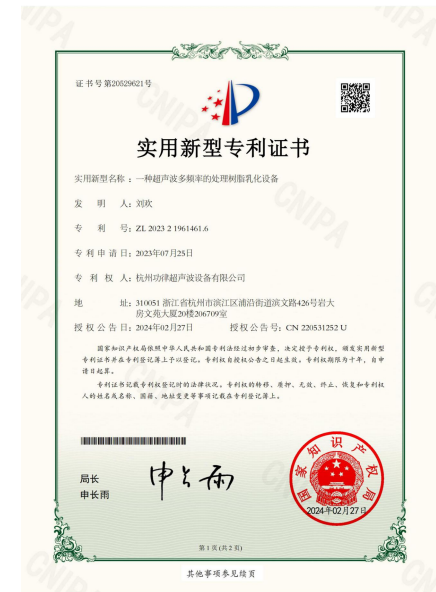 证书号第20529621号
实用新型专利证书
实用新型名称：一种超声波多频率的处理树脂乳化设备
发 明 人：刘欢
专 利 号：ZL 2023 2 1961461.6
专利申请日：2023年07月25日
专 利 权 人：杭州功律超声波设备有限公司
地 址：310051 浙江省杭州市滨江区浦沿街道滨文路426号岩大
房文苑大厦20楼206709室
授权公告日：2024年02月27日 授权公告号：CN 220531252 U
国家知识产权局依照中华人民共和国专利法经过初步审查，决定授予专利权，颁发实用新型
专利证书并在专利登记簿上予以登记。专利权自授权公告之日起生效。专利权期限为十年，自申
请日起算。
专利证书记载专利权登记时的法律状况。专利权的转移、质押、无效、终止、恢复和专利权
人的姓名或名称、国籍、地址变更等事项记载在专利登记簿上。
局长
申长雨
申长雨
国家知识产权局
2024年02月27日
第 1 页 (共 2 页)
其他事项参见续页
CNIPA